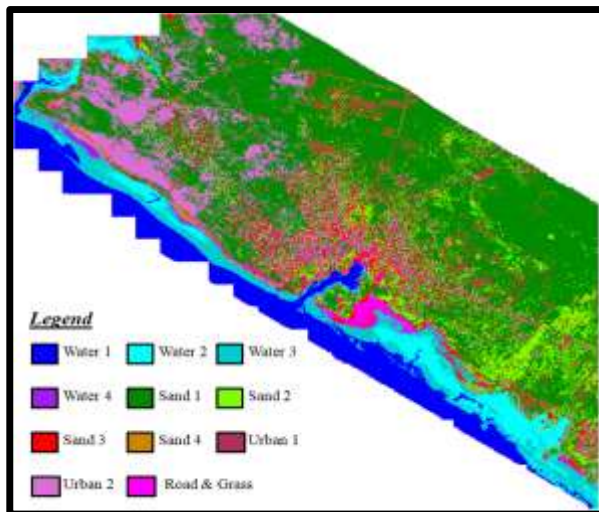 Legend
Water 1 Water 2 Water 3
Water 4 Sand 1 Sand 2
Sand 3 Sand 4 Urban 1
Urban 2 Road & Grass